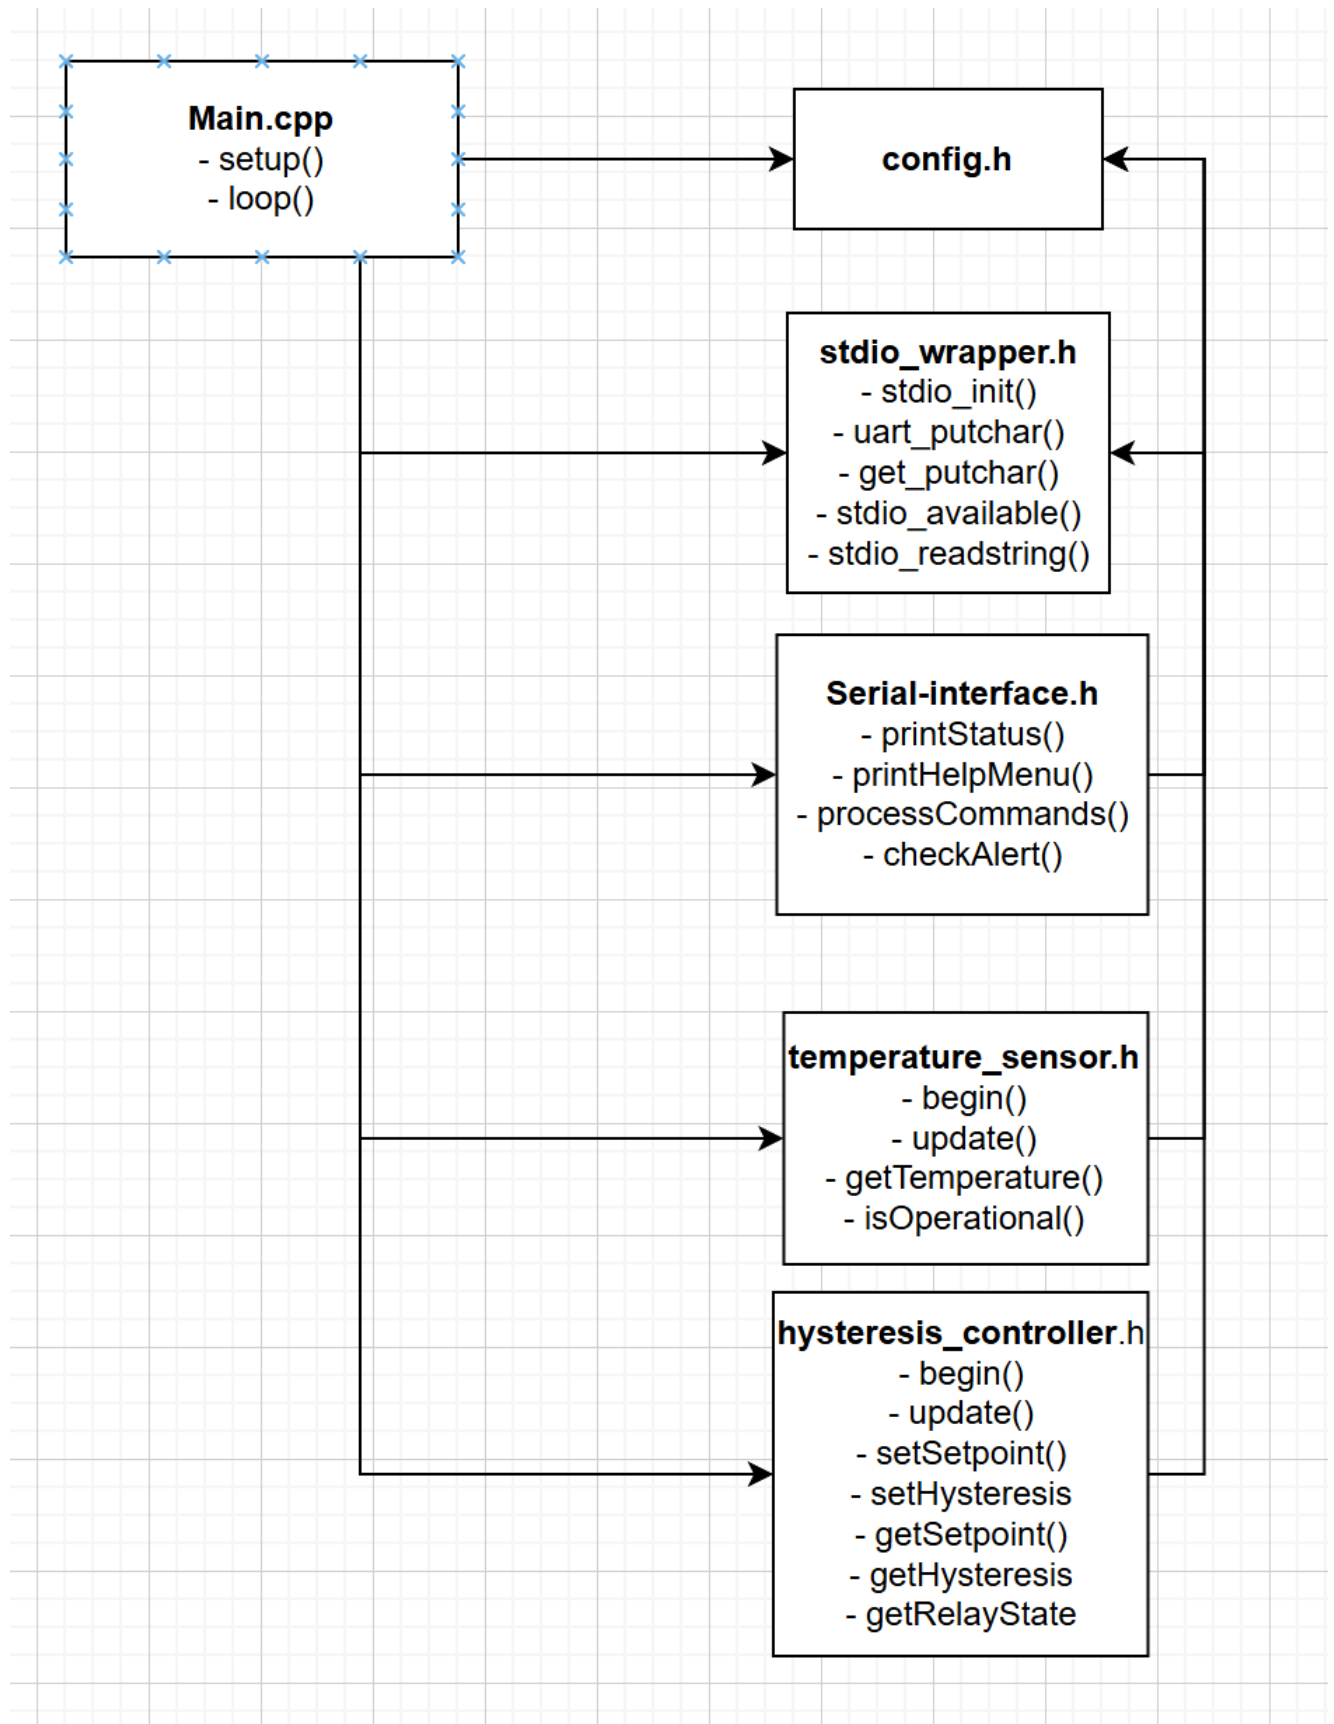 Main.cpp
- setup()
- loop()
config.h
stdio_wrapper.h
- stdio_init()
- uart_putchar()
- get_putchar()
- stdio_available()
- stdio_readstring()
Serial-interface.h
- printStatus()
- printHelpMenu()
- processCommands()
- checkAlert()
temperature_sensor.h
- begin()
- update()
- getTemperature()
- isOperational()
hysteresis_controller.h
- begin()
- update()
- setSetpoint()
- setHysteresis
- getSetpoint()
- getHysteresis
- getRelayState